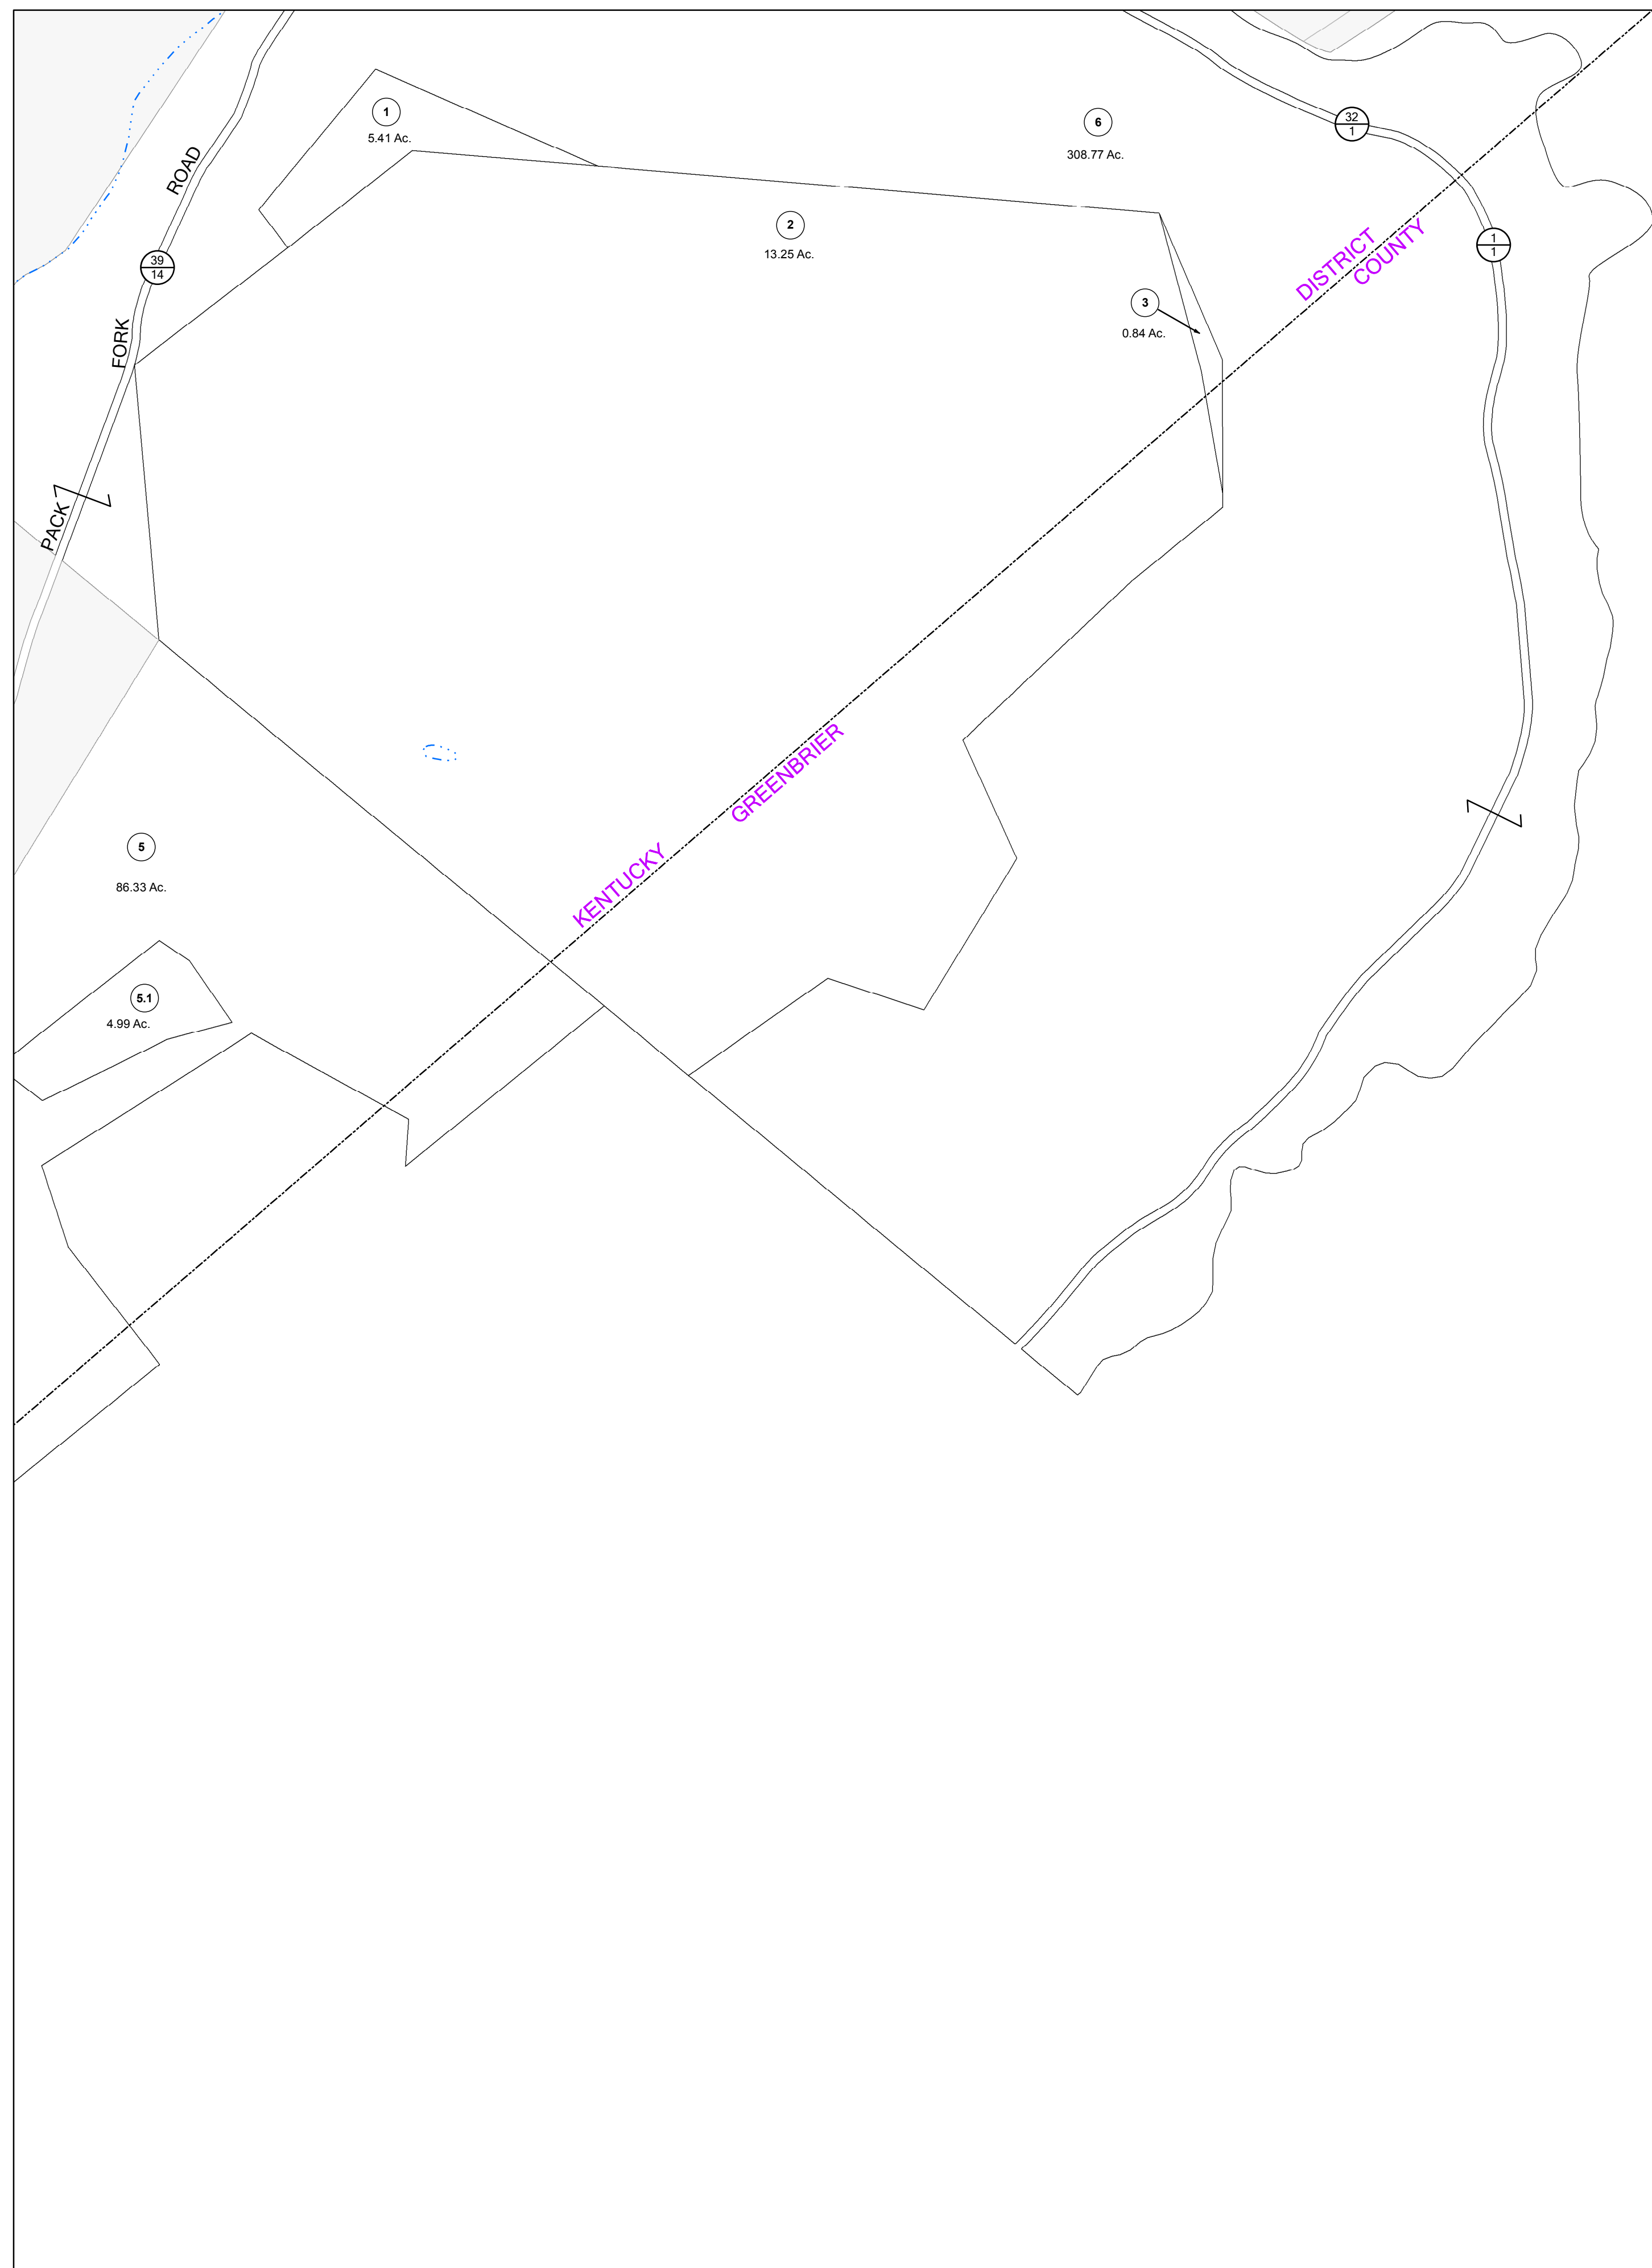 1
5.41 Ac.
6
308.77 Ac.
32
1
ROAD
2
13.25 Ac.
DISTRICT
COUNTY
1
1
39
14
3
0.84 Ac.
FORK
PACK
KENTUCKY
GREENBRIER
5
86.33 Ac.
5.1
4.99 Ac.